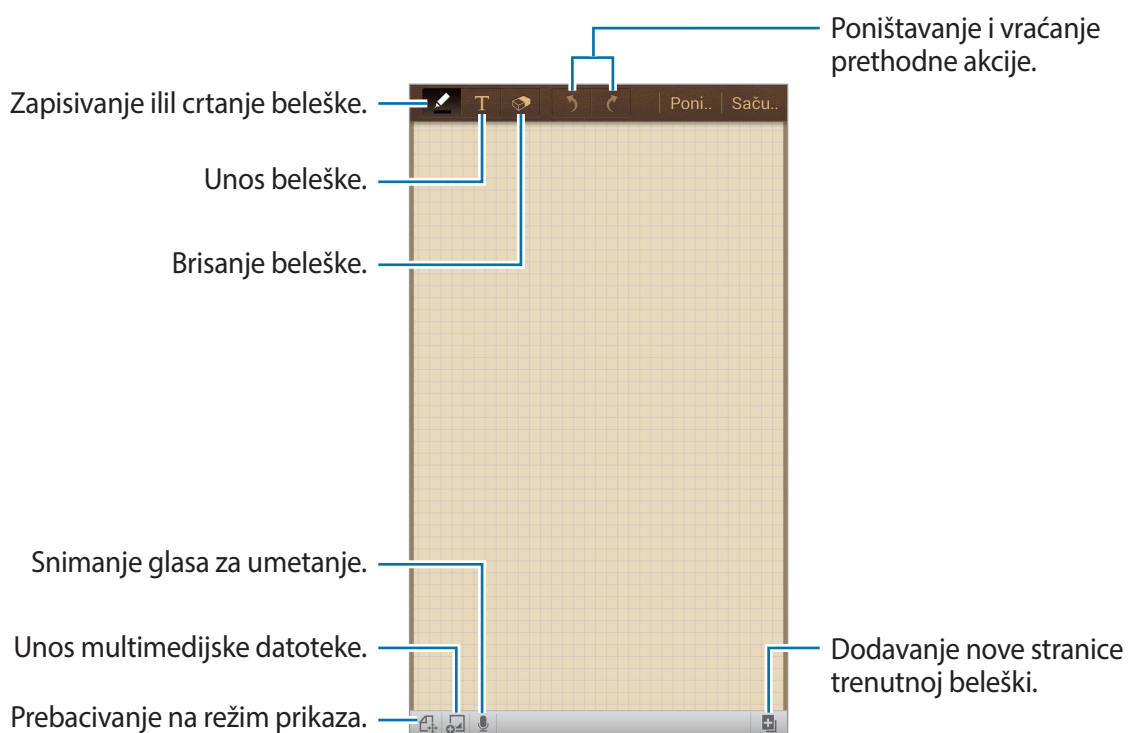 Poništavanje i vraćanje
prethodne akcije.
Zapisivanje ilil crtanje beleške.
T
Poni..
Saču..
Unos beleške.
Brisanje beleške.
Snimanje glasa za umetanje.
Unos multimedijske datoteke.
Dodavanje nove stranice
trenutnoj beleški.
Prebacivanje na režim prikaza.